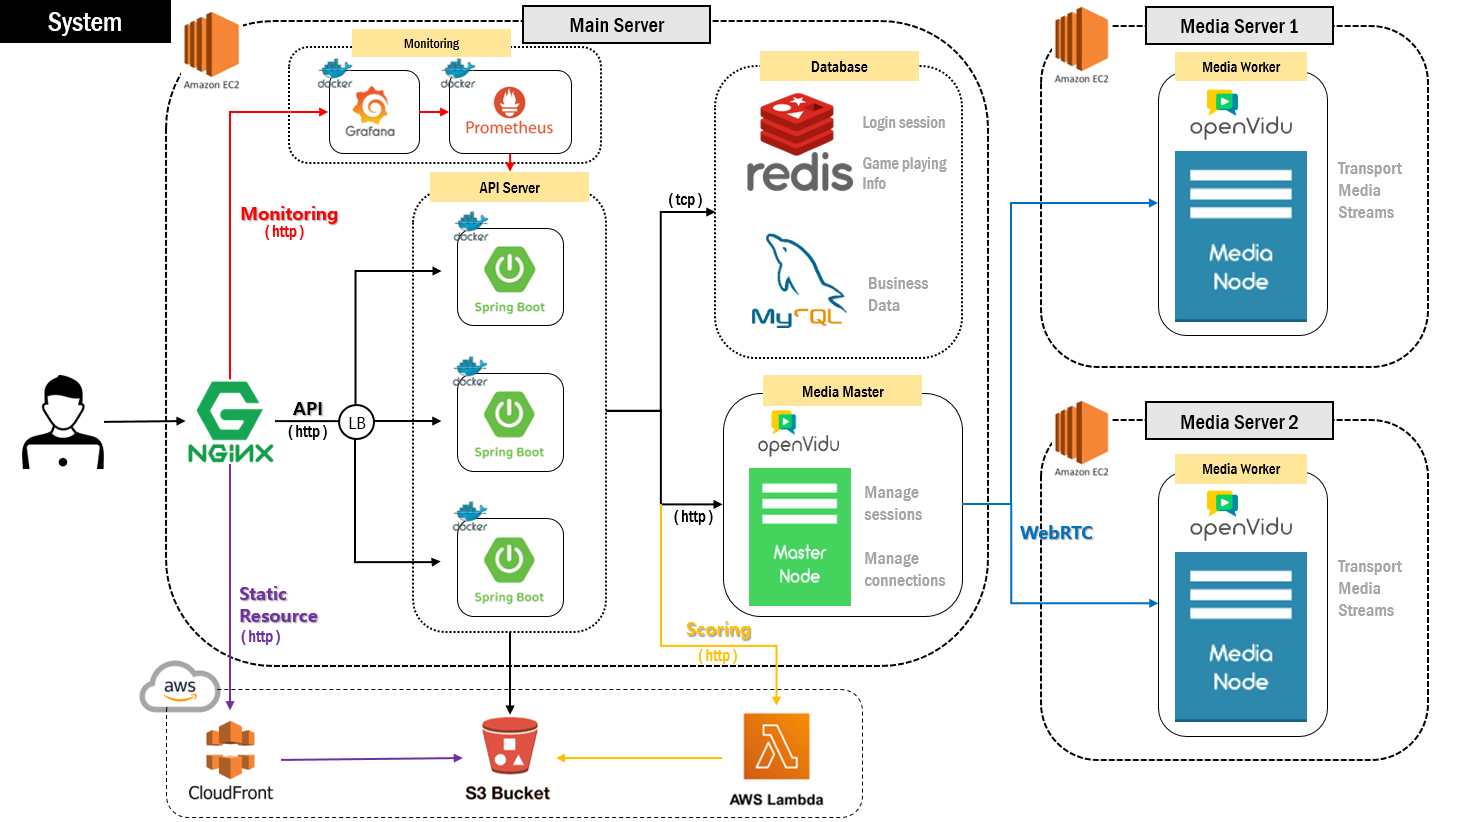 System
Amazon EC2
Main Server
Monitoring
docker
Grafana
docker
Prometheus
API Server
docker
Spring Boot
docker
Spring Boot
docker
Spring Boot
Monitoring
( http )
NGiNX
API
( http )
LB
Static
Resource
( http )
Database
redis
Login session
Game playing
Info
MySQL
Business
Data
( tcp )
( http )
Media Master
openVidu
Master
Node
Manage
sessions
Manage
connections
Scoring
( http )
WebRTC
Amazon EC2
Media Server 1
Media Worker
openVidu
Media
Node
Transport
Media
Streams
Amazon EC2
Media Server 2
Media Worker
openVidu
Media
Node
Transport
Media
Streams
aws
CloudFront
S3 Bucket
AWS Lambda